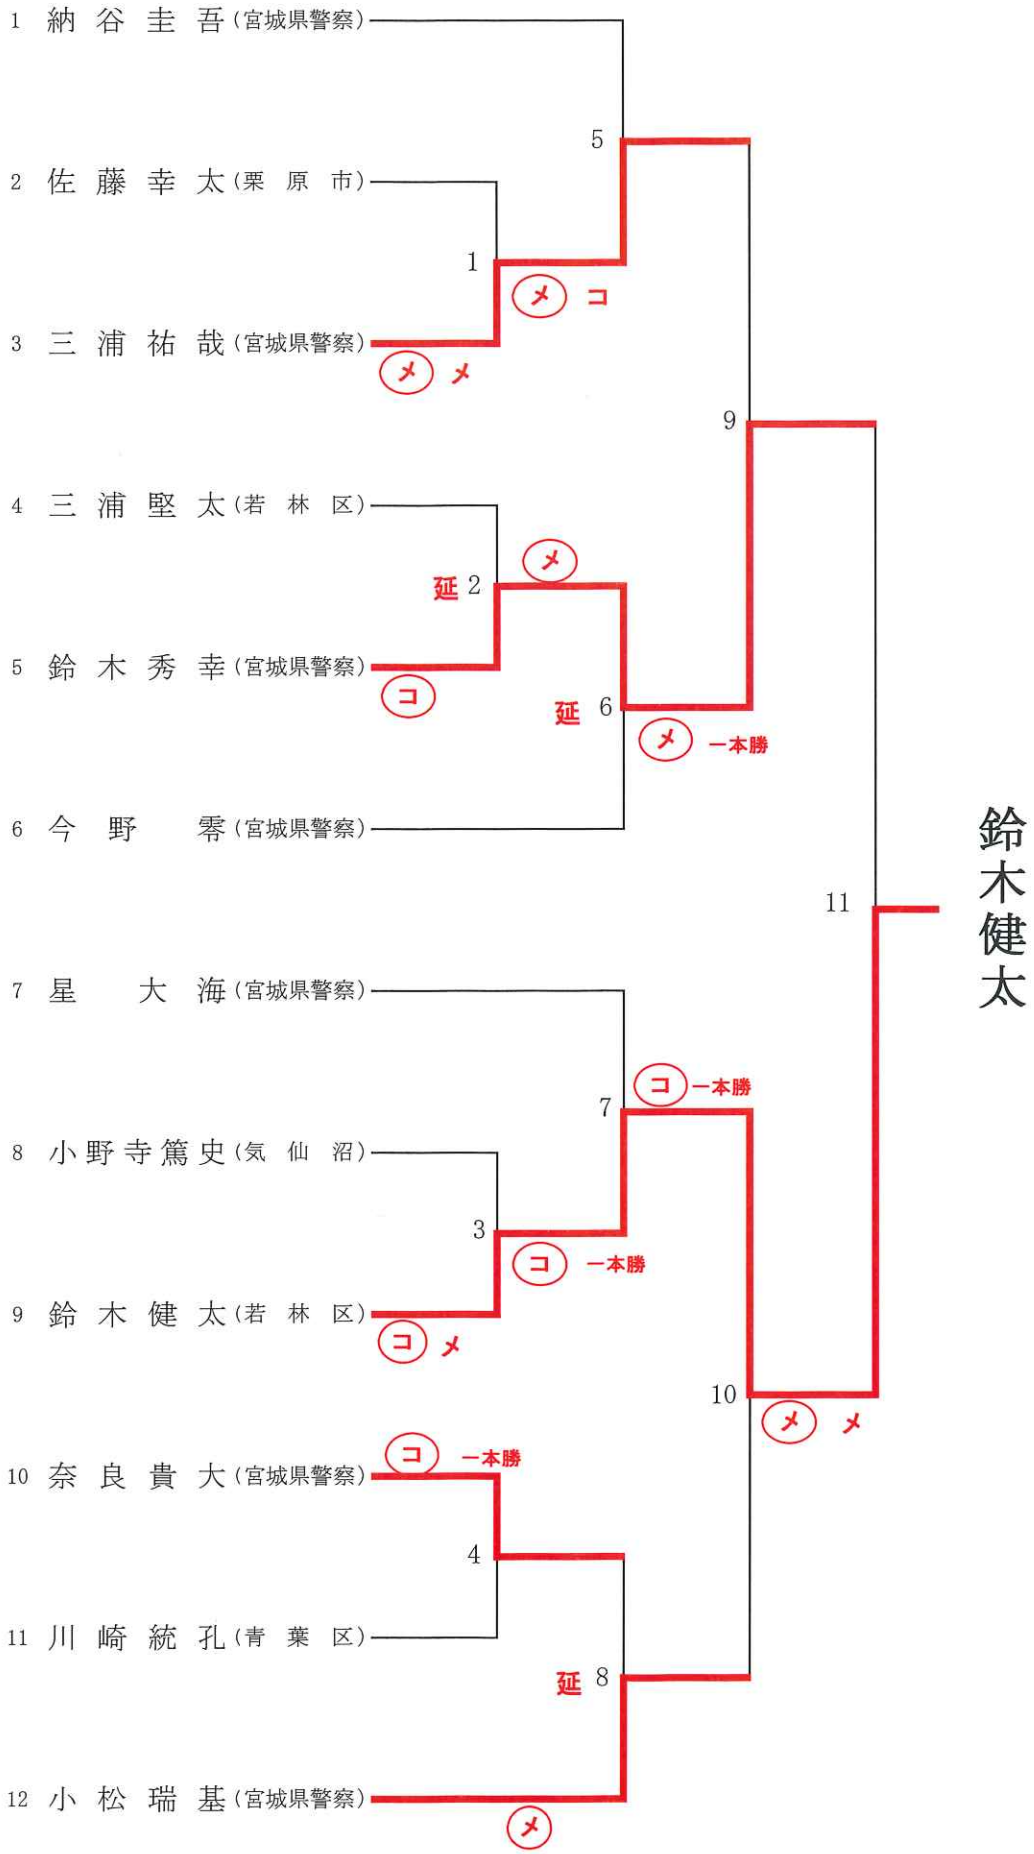 1 納谷圭吾(宮城県警察)
5
2 佐藤幸太(栗原市)
1
メ コ
3 三浦祐哉(宮城県警察)
メ メ
9
4 三浦堅太(若林区)
メ
延 2
5 鈴木秀幸(宮城県警察)
コ
延 6
メ 一本勝
6 今野零(宮城県警察)
鈴木健太
11
7 星大海(宮城県警察)
コ 一本勝
7
8 小野寺篤史(気仙沼)
3
コ 一本勝
9 鈴木健太(若林区)
コ メ
10
メ メ
コ 一本勝
10 奈良貴大(宮城県警察)
4
11 川崎統孔(青葉区)
延 8
12 小松瑞基(宮城県警察)
メ